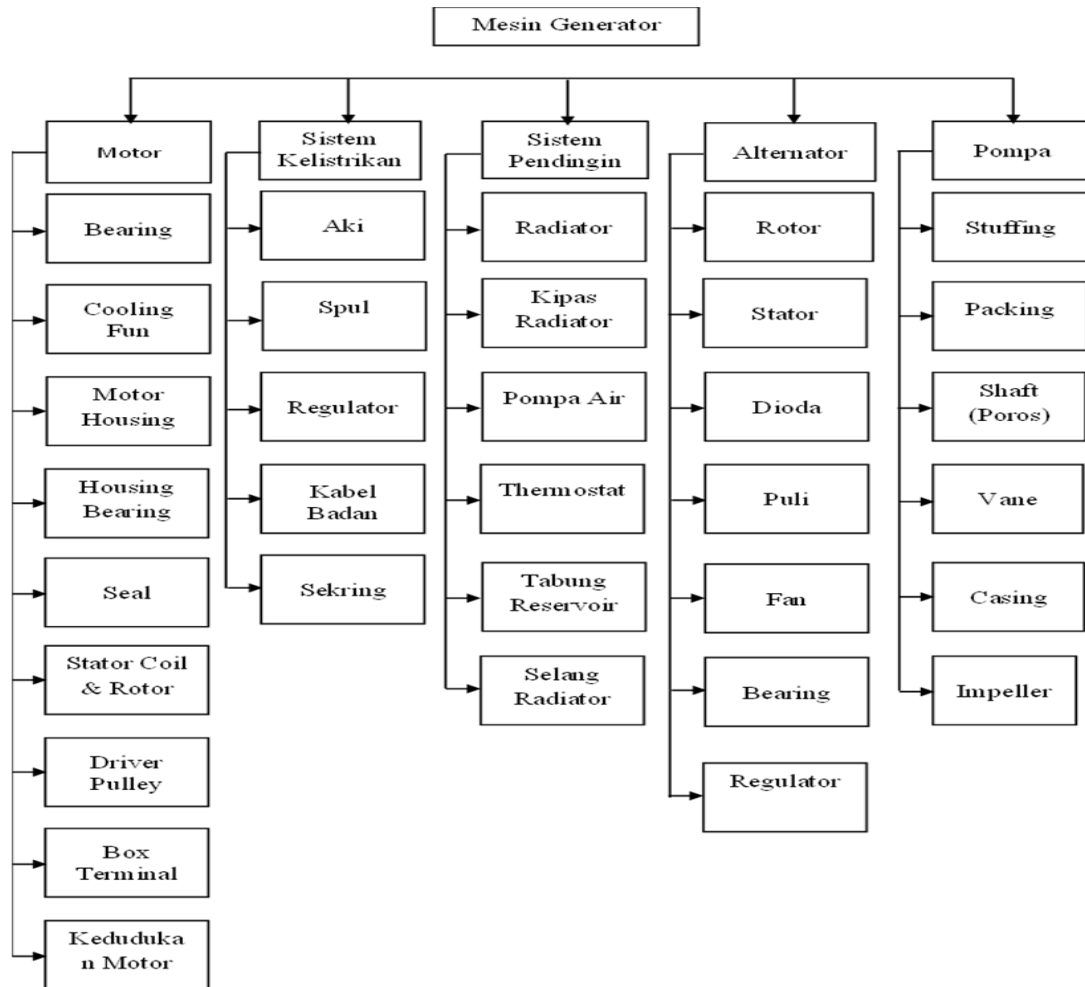 Mesin Generator
Motor
Bearing
Cooling
Fun
Motor
Housing
Housing
Bearing
Seal
Stator Coil
& Rotor
Driver
Pulley
Box
Terminal
Keduduka
n Motor
Sistem
Kelistrikan
Aki
Spul
Regulator
Kabel
Badan
Sekring
Sistem
Pendingin
Radiator
Kipas
Radiator
Pompa Air
Thermostat
Tabung
Reservoir
Selang
Radiator
Alternator
Rotor
Stator
Dioda
Puli
Fan
Bearing
Regulator
Pompa
Stuffing
Packing
Shaft
(Poros)
Vane
Casing
Impeller